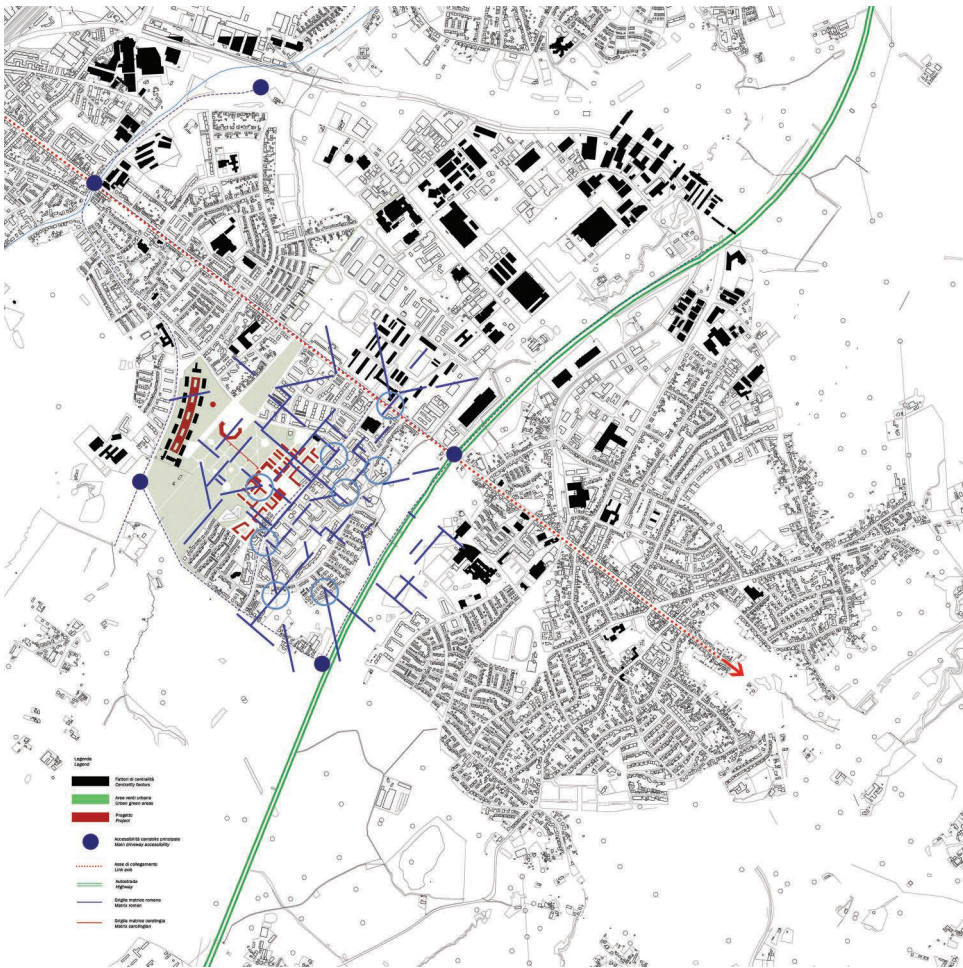 Legenda
Legend
Fattori di centralità
Centrality factors
Aree verdi urbane
Urban green areas
Progetto
Project
Accessibilità carrabile principale
Main driveway accessibility
Asse di collegamento
Link axis
Autostrada
Highway
Griglia matrice romana
Matrix roman
Griglia matrice carolingia
Matrix carolingian